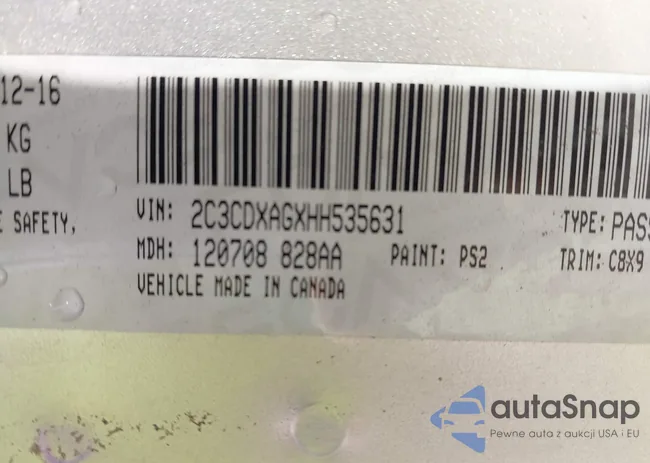 12-16
KG
LB
E SAFETY,
VIN: 2C3CDXAGXHH535631
TYPE: PASS
MDH: 120708 828AA
PAINT: PS2
TRIM: C8X9
VEHICLE MADE IN CANADA
autaSnap
Pewne auta z aukcji USA i EU